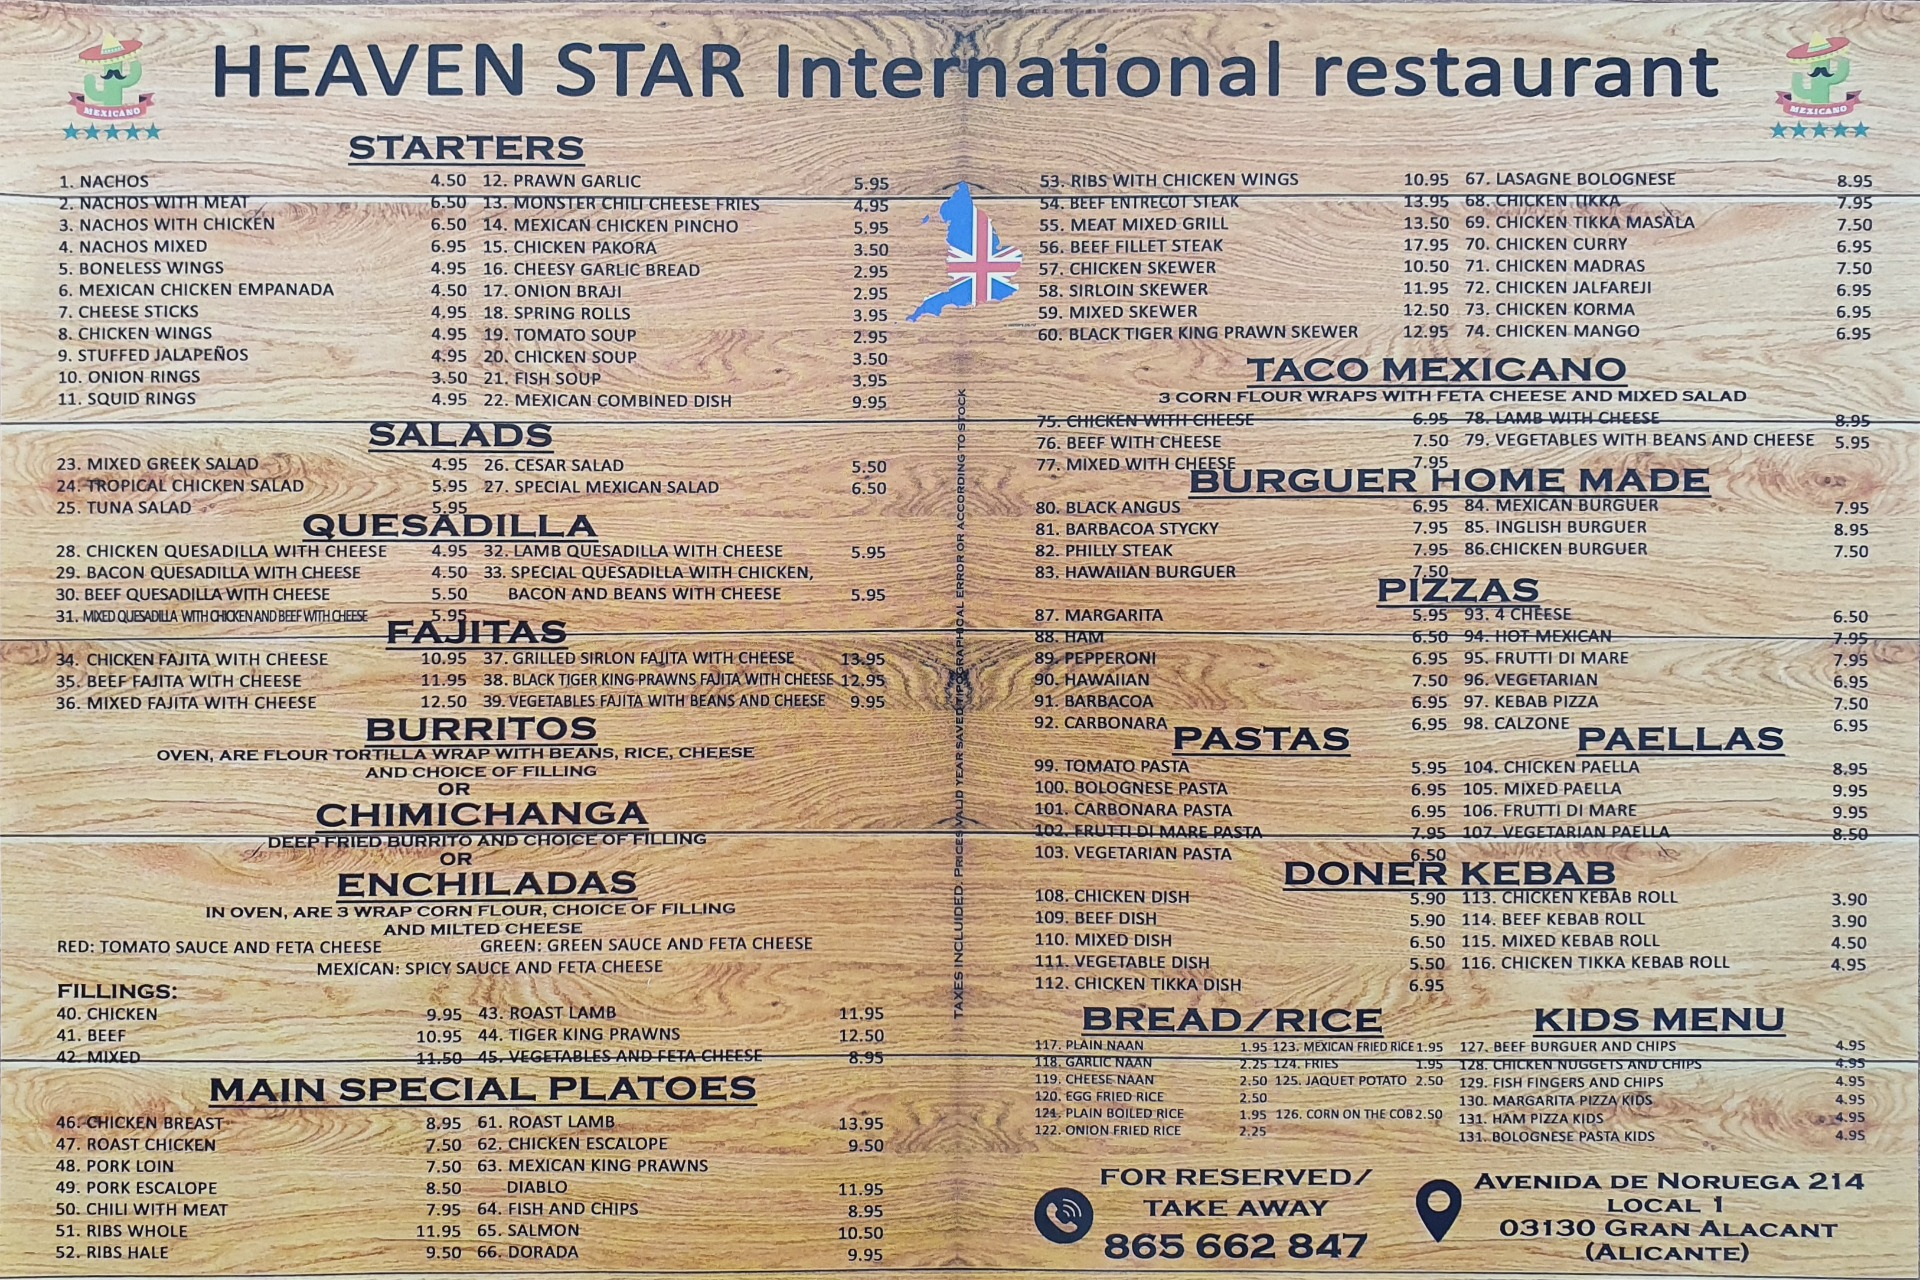 HEAVEN STAR International restaurant
MEXICANO
MEXICANO
STARTERS
1. NACHOS 4.50
2. NACHOS WITH MEAT 6.50
3. NACHOS WITH CHICKEN 6.50
4. NACHOS MIXED 6.95
5. BONELESS WINGS 4.95
6. MEXICAN CHICKEN EMPANADA 4.50
7. CHEESE STICKS 4.95
8. CHICKEN WINGS 4.95
9. STUFFED JALAPEÑOS 4.95
10. ONION RINGS 3.50
11. SQUID RINGS 4.95
12. PRAWN GARLIC 5.95
13. MONSTER CHILI CHEESE FRIES 4.95
14. MEXICAN CHICKEN PINCHO 5.95
15. CHICKEN PAKORA 3.50
16. CHEESY GARLIC BREAD 2.95
17. ONION BRAJI 2.95
18. SPRING ROLLS 3.95
19. TOMATO SOUP 2.95
20. CHICKEN SOUP 3.50
21. FISH SOUP 3.95
22. MEXICAN COMBINED DISH 9.95
SALADS
23. MIXED GREEK SALAD 4.95
24. TROPICAL CHICKEN SALAD 5.95
25. TUNA SALAD 5.95
26. CESAR SALAD 5.50
27. SPECIAL MEXICAN SALAD 6.50
QUESADILLA
28. CHICKEN QUESADILLA WITH CHEESE 4.95
29. BACON QUESADILLA WITH CHEESE 4.50
30. BEEF QUESADILLA WITH CHEESE 5.50
31. MIXED QUESADILLA WITH CHICKEN AND BEEF WITH CHEESE 5.95
32. LAMB QUESADILLA WITH CHEESE 5.95
33. SPECIAL QUESADILLA WITH CHICKEN,
BACON AND BEANS WITH CHEESE 5.95
FAJITAS
34. CHICKEN FAJITA WITH CHEESE 10.95
35. BEEF FAJITA WITH CHEESE 11.95
36. MIXED FAJITA WITH CHEESE 12.50
37. GRILLED SIRLON FAJITA WITH CHEESE 13.95
38. BLACK TIGER KING PRAWNS FAJITA WITH CHEESE 12.95
39. VEGETABLES FAJITA WITH BEANS AND CHEESE 9.95
BURRITOS
OVEN, ARE FLOUR TORTILLA WRAP WITH BEANS, RICE, CHEESE
AND CHOICE OF FILLING
OR
CHIMICHANGA
DEEP FRIED BURRITO AND CHOICE OF FILLING
OR
ENCHILADAS
IN OVEN, ARE 3 WRAP CORN FLOUR, CHOICE OF FILLING
AND MILTED CHEESE
RED: TOMATO SAUCE AND FETA CHEESE GREEN: GREEN SAUCE AND FETA CHEESE
MEXICAN: SPICY SAUCE AND FETA CHEESE
FILLINGS:
40. CHICKEN 9.95
41. BEEF 10.95
42. MIXED 11.50
43. ROAST LAMB 11.95
44. TIGER KING PRAWNS 12.50
45. VEGETABLES AND FETA CHEESE 8.95
MAIN SPECIAL PLATOES
46. CHICKEN BREAST 8.95
47. ROAST CHICKEN 7.50
48. PORK LOIN 7.50
49. PORK ESCALOPE 8.50
50. CHILI WITH MEAT 7.95
51. RIBS WHOLE 11.95
52. RIBS HALE 9.50
61. ROAST LAMB 13.95
62. CHICKEN ESCALOPE 9.50
63. MEXICAN KING PRAWNS
DIABLO 11.95
64. FISH AND CHIPS 8.95
65. SALMON 10.50
66. DORADA 9.95
TAXES INCLUIDED. PRICES VALID YEAR SAVED TIPOGRAPHICAL ERROR OR ACCORDING TO STOCK
53. RIBS WITH CHICKEN WINGS 10.95
54. BEEF ENTRECOT STEAK 13.95
55. MEAT MIXED GRILL 13.50
56. BEEF FILLET STEAK 17.95
57. CHICKEN SKEWER 10.50
58. SIRLOIN SKEWER 11.95
59. MIXED SKEWER 12.50
60. BLACK TIGER KING PRAWN SKEWER 12.95
67. LASAGNE BOLOGNESE 8.95
68. CHICKEN TIKKA 7.95
69. CHICKEN TIKKA MASALA 7.50
70. CHICKEN CURRY 6.95
71. CHICKEN MADRAS 7.50
72. CHICKEN JALFAREJI 6.95
73. CHICKEN KORMA 6.95
74. CHICKEN MANGO 6.95
TACO MEXICANO
3 CORN FLOUR WRAPS WITH FETA CHEESE AND MIXED SALAD
75. CHICKEN WITH CHEESE 6.95
76. BEEF WITH CHEESE 7.50
77. MIXED WITH CHEESE 7.95
78. LAMB WITH CHEESE 8.95
79. VEGETABLES WITH BEANS AND CHEESE 5.95
BURGUER HOME MADE
80. BLACK ANGUS 6.95
81. BARBACOA STYCKY 7.95
82. PHILLY STEAK 7.95
83. HAWAIIAN BURGUER 7.50
84. MEXICAN BURGUER 7.95
85. INGLISH BURGUER 8.95
86.CHICKEN BURGUER 7.50
PIZZAS
87. MARGARITA 5.95
88. HAM 6.50
89. PEPPERONI 6.95
90. HAWAIIAN 7.50
91. BARBACOA 6.95
92. CARBONARA 6.95
93. 4 CHEESE 6.50
94. HOT MEXICAN 7.95
95. FRUTTI DI MARE 7.95
96. VEGETARIAN 6.95
97. KEBAB PIZZA 7.50
98. CALZONE 6.95
PASTAS
99. TOMATO PASTA 5.95
100. BOLOGNESE PASTA 6.95
101. CARBONARA PASTA 6.95
102. FRUTTI DI MARE PASTA 7.95
103. VEGETARIAN PASTA 6.50
PAELLAS
104. CHICKEN PAELLA 8.95
105. MIXED PAELLA 9.95
106. FRUTTI DI MARE 9.95
107. VEGETARIAN PAELLA 8.50
DONER KEBAB
108. CHICKEN DISH 5.90
109. BEEF DISH 5.90
110. MIXED DISH 6.50
111. VEGETABLE DISH 5.50
112. CHICKEN TIKKA DISH 6.95
113. CHICKEN KEBAB ROLL 3.90
114. BEEF KEBAB ROLL 3.90
115. MIXED KEBAB ROLL 4.50
116. CHICKEN TIKKA KEBAB ROLL 4.95
BREAD/RICE
117. PLAIN NAAN 1.95
118. GARLIC NAAN 2.25
119. CHEESE NAAN 2.50
120. EGG FRIED RICE 2.50
121. PLAIN BOILED RICE 1.95
122. ONION FRIED RICE 2.25
123. MEXICAN FRIED RICE 1.95
124. FRIES 1.95
125. JAQUET POTATO 2.50
126. CORN ON THE COB 2.50
KIDS MENU
127. BEEF BURGUER AND CHIPS 4.95
128. CHICKEN NUGGETS AND CHIPS 4.95
129. FISH FINGERS AND CHIPS 4.95
130. MARGARITA PIZZA KIDS 4.95
131. HAM PIZZA KIDS 4.95
131. BOLOGNESE PASTA KIDS 4.95
FOR RESERVED/
TAKE AWAY
865 662 847
AVENIDA DE NORUEGA 214
LOCAL 1
03130 GRAN ALACANT
(ALICANTE)